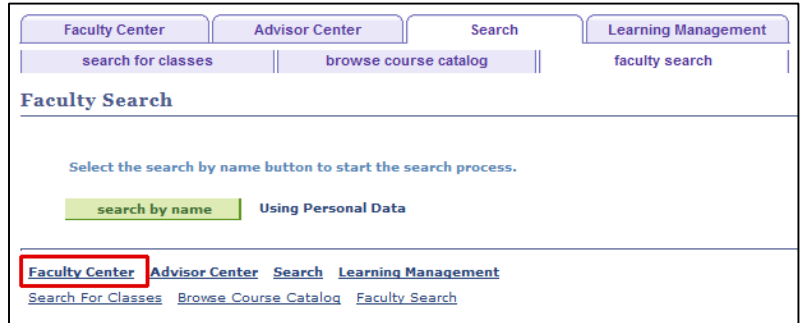 Faculty Center Advisor Center Search Learning Management
search for classes browse course catalog faculty search
Faculty Search
Select the search by name button to start the search process.
search by name Using Personal Data
Faculty Center Advisor Center Search Learning Management
Search For Classes Browse Course Catalog Faculty Search